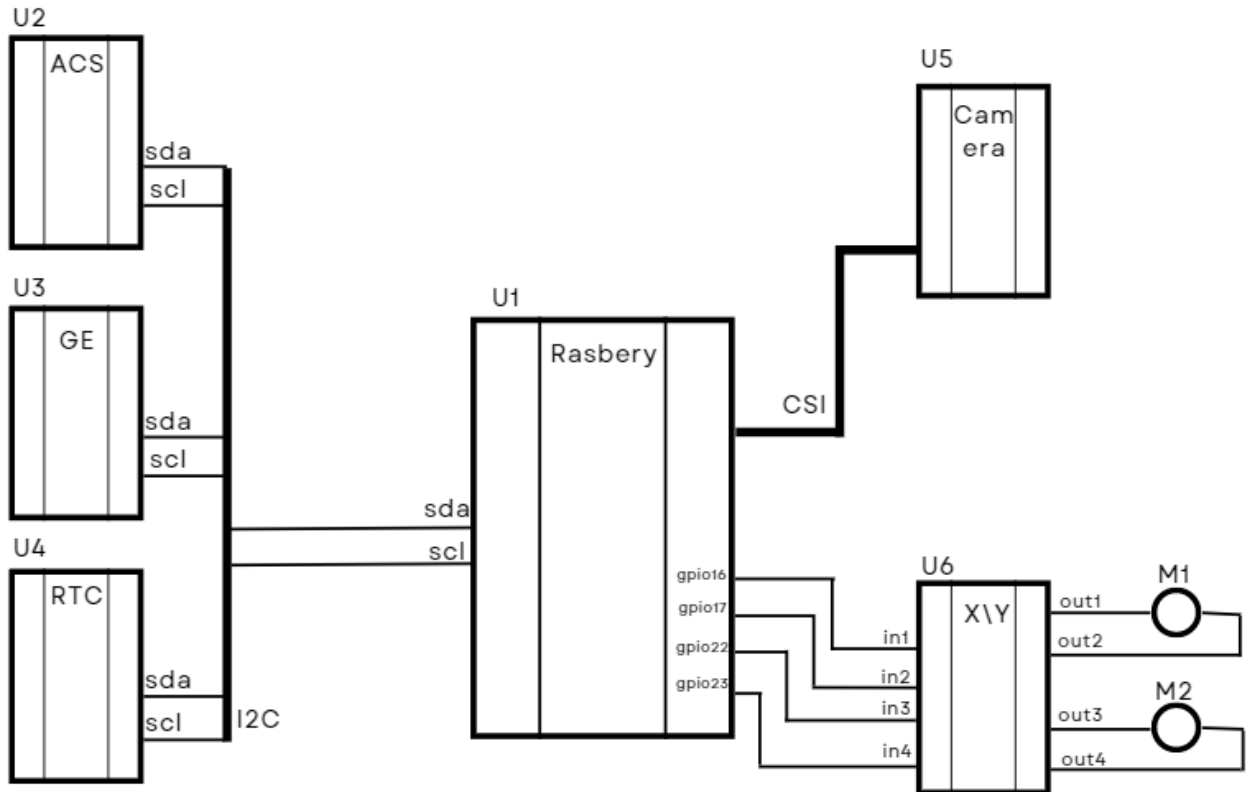 U2
ACS
sda
scl
U3
GE
sda
scl
U4
RTC
sda
scl
I2C
U1
Rasbery
sda
scl
gpio16
gpio17
gpio22
gpio23
CSI
U5
Cam
era
U6
X\Y
in1
in2
in3
in4
out1
out2
out3
out4
M1
M2